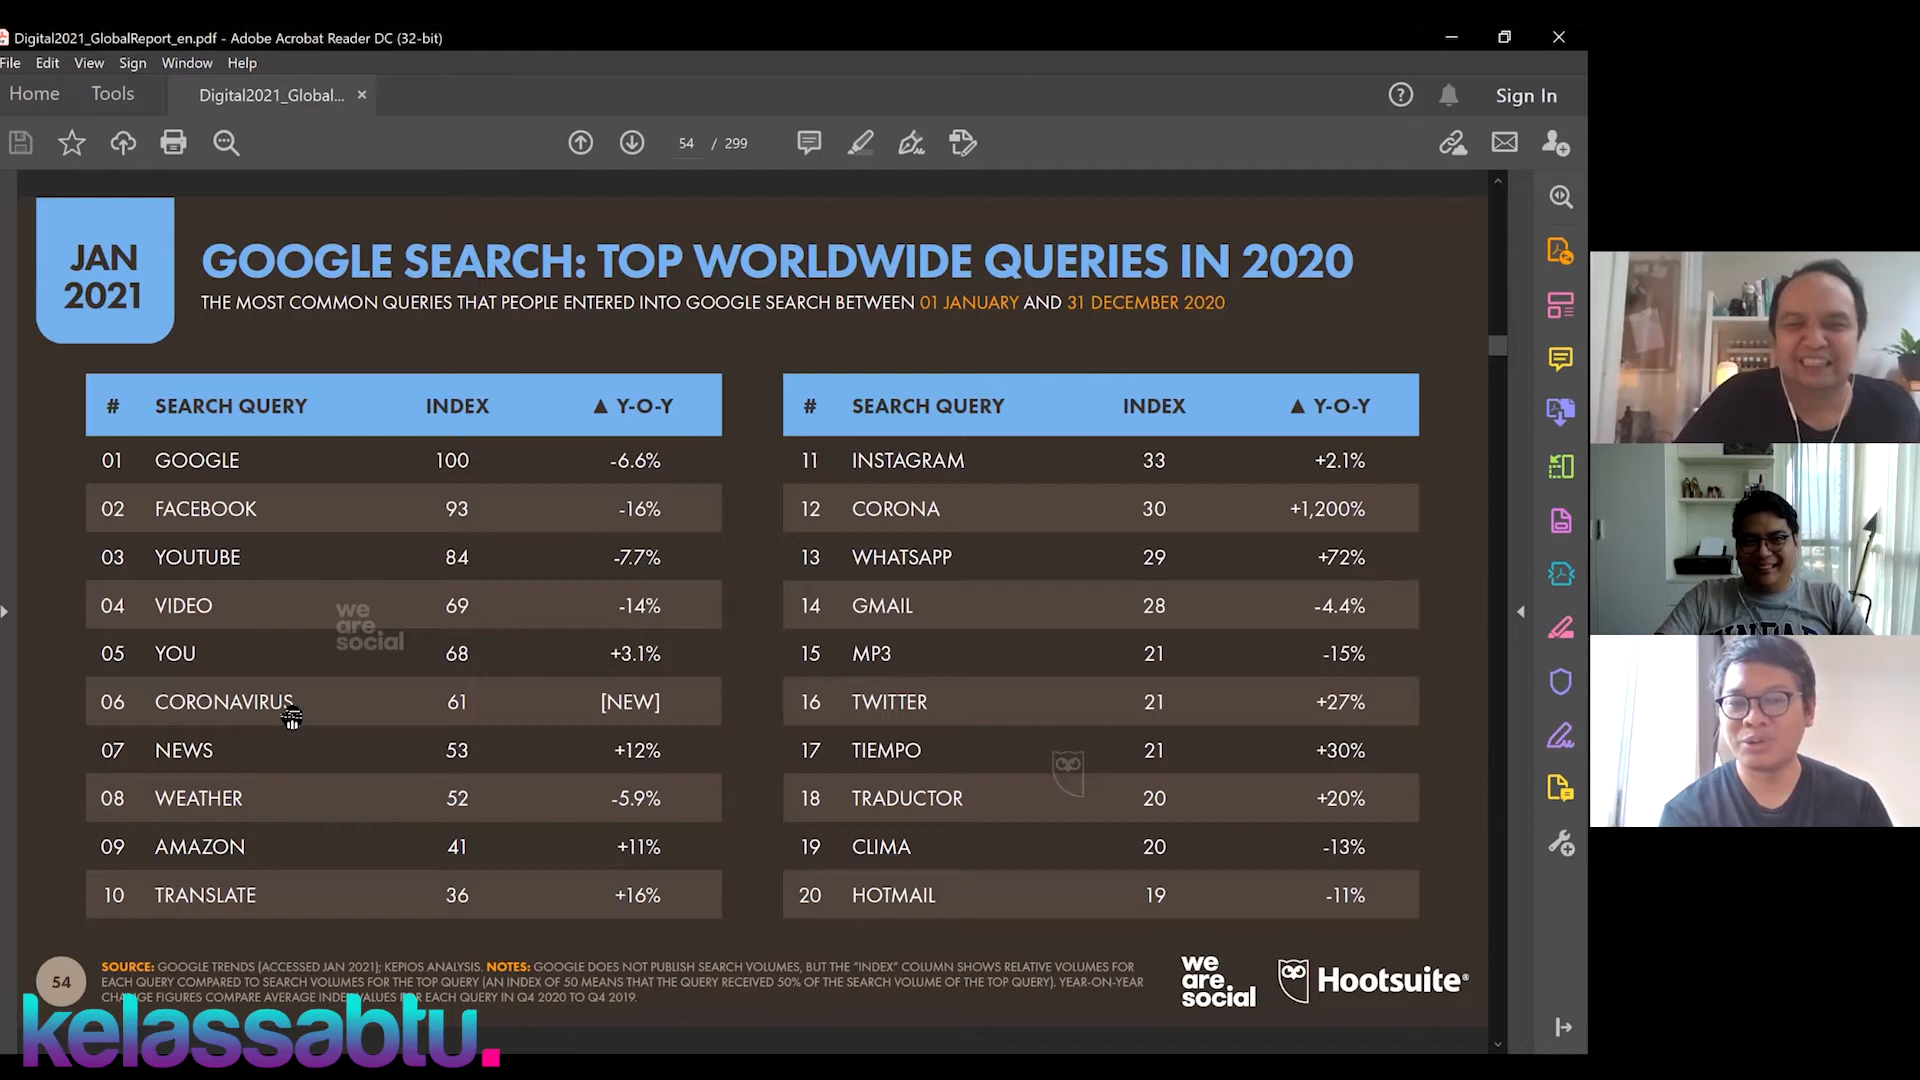 Digital2021_GlobalReport_en.pdf - Adobe Acrobat Reader DC (32-bit)
File Edit View Sign Window Help
Home Tools Digital2021_Global... ×
Sign In
54 / 299
JAN
2021
GOOGLE SEARCH: TOP WORLDWIDE QUERIES IN 2020
THE MOST COMMON QUERIES THAT PEOPLE ENTERED INTO GOOGLE SEARCH BETWEEN 01 JANUARY AND 31 DECEMBER 2020
# SEARCH QUERY INDEX ▲ Y-O-Y
01 GOOGLE 100 -6.6%
02 FACEBOOK 93 -16%
03 YOUTUBE 84 -7.7%
04 VIDEO 69 -14%
05 YOU 68 +3.1%
06 CORONAVIRUS 61 [NEW]
07 NEWS 53 +12%
08 WEATHER 52 -5.9%
09 AMAZON 41 +11%
10 TRANSLATE 36 +16%
# SEARCH QUERY INDEX ▲ Y-O-Y
11 INSTAGRAM 33 +2.1%
12 CORONA 30 +1,200%
13 WHATSAPP 29 +72%
14 GMAIL 28 -4.4%
15 MP3 21 -15%
16 TWITTER 21 +27%
17 TIEMPO 21 +30%
18 TRADUCTOR 20 +20%
19 CLIMA 20 -13%
20 HOTMAIL 19 -11%
we
are
social
54
SOURCE: GOOGLE TRENDS (ACCESSED JAN 2021); KEPIOS ANALYSIS. NOTES: GOOGLE DOES NOT PUBLISH SEARCH VOLUMES, BUT THE "INDEX" COLUMN SHOWS RELATIVE VOLUMES FOR
EACH QUERY COMPARED TO SEARCH VOLUMES FOR THE TOP QUERY (AN INDEX OF 50 MEANS THAT THE QUERY RECEIVED 50% OF THE SEARCH VOLUME OF THE TOP QUERY). YEAR-ON-YEAR
CHANGE FIGURES COMPARE AVERAGE INDEX VALUES FOR EACH QUERY IN Q4 2020 TO Q4 2019.
we
are
social
Hootsuite®
kelassabtu.